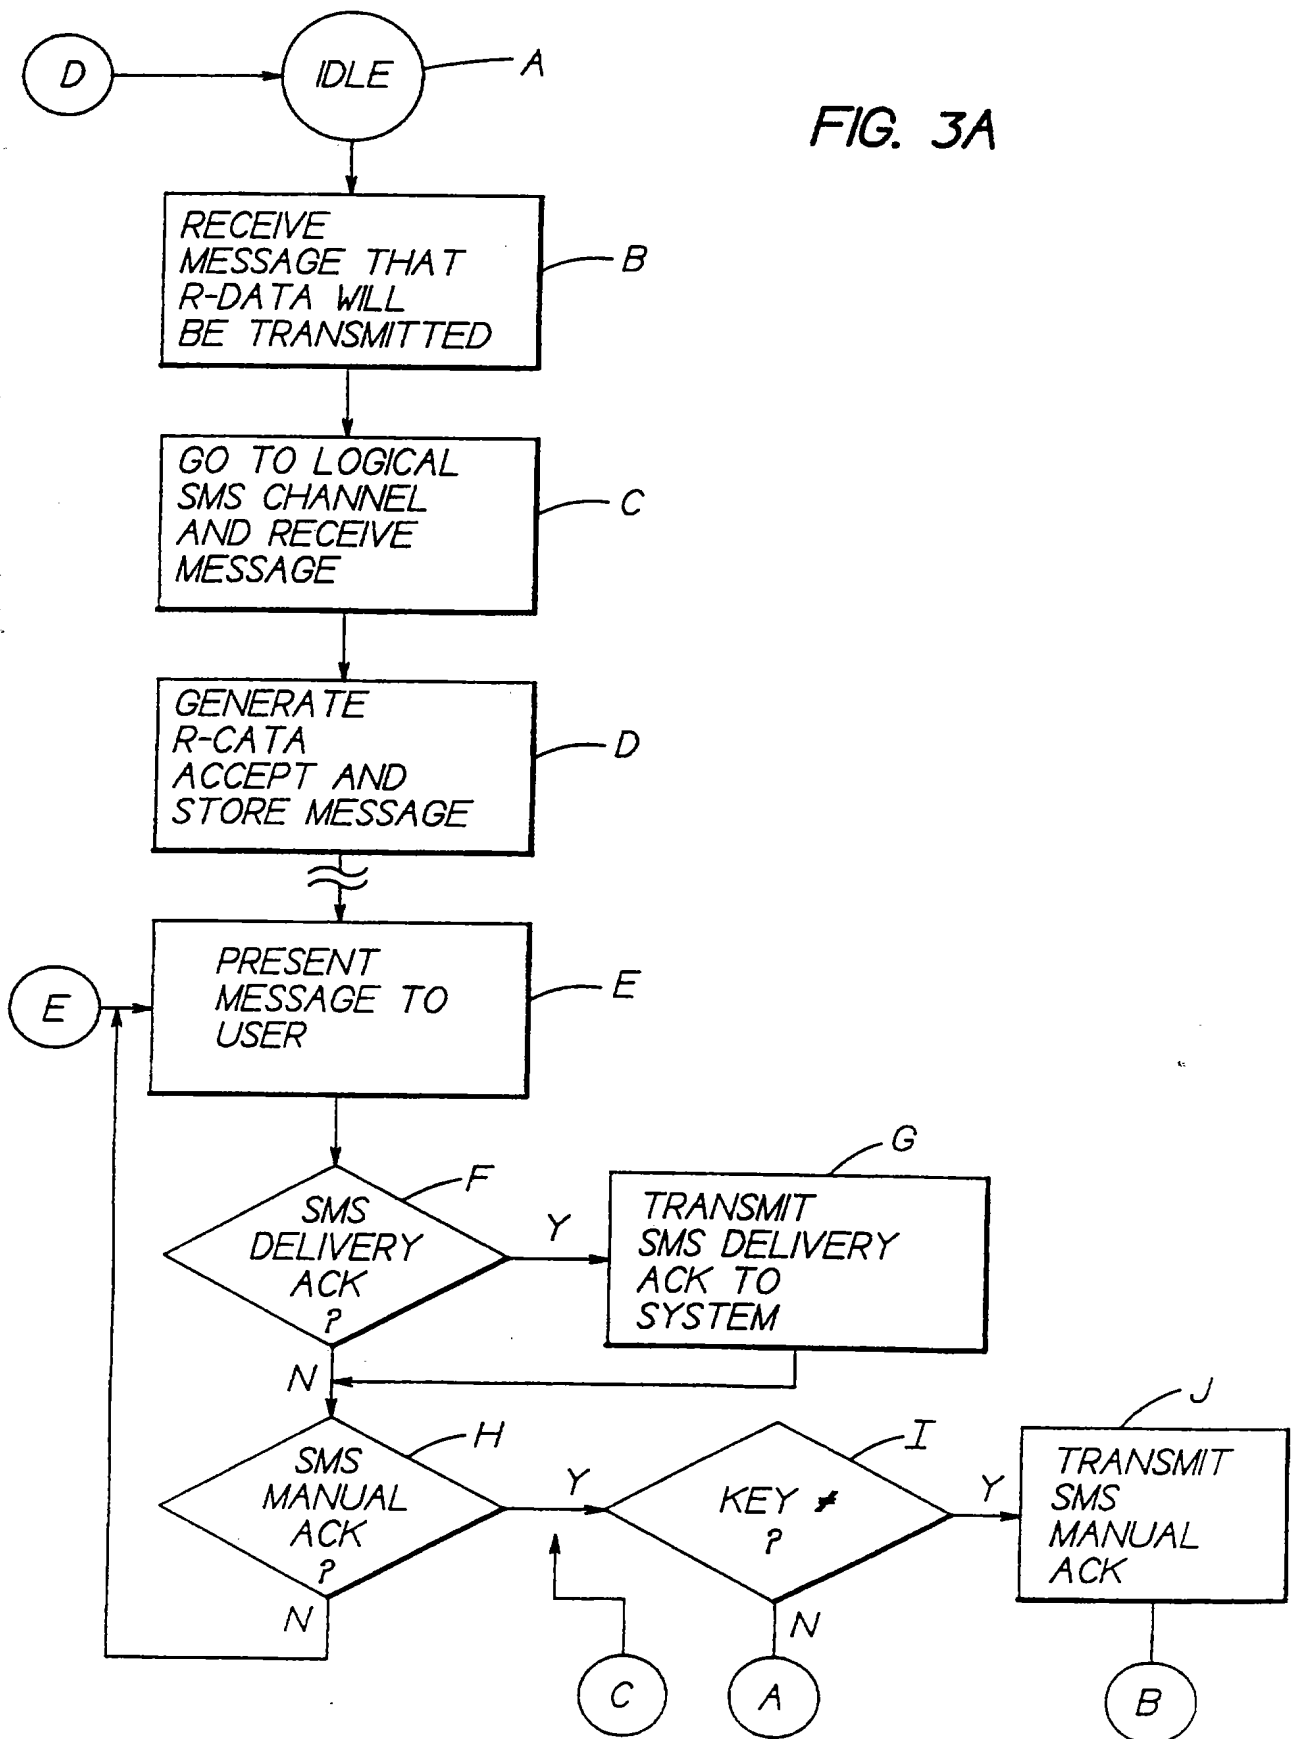 D
IDLE
A
FIG. 3A
RECEIVE
MESSAGE THAT
R-DATA WILL
BE TRANSMITTED
B
GO TO LOGICAL
SMS CHANNEL
AND RECEIVE
MESSAGE
C
GENERATE
R-CATA
ACCEPT AND
STORE MESSAGE
D
PRESENT
MESSAGE TO
USER
E
E
SMS
DELIVERY
ACK
?
F
Y
N
TRANSMIT
SMS DELIVERY
ACK TO
SYSTEM
G
SMS
MANUAL
ACK
?
H
Y
N
KEY #
?
I
Y
N
TRANSMIT
SMS
MANUAL
ACK
J
C
A
B